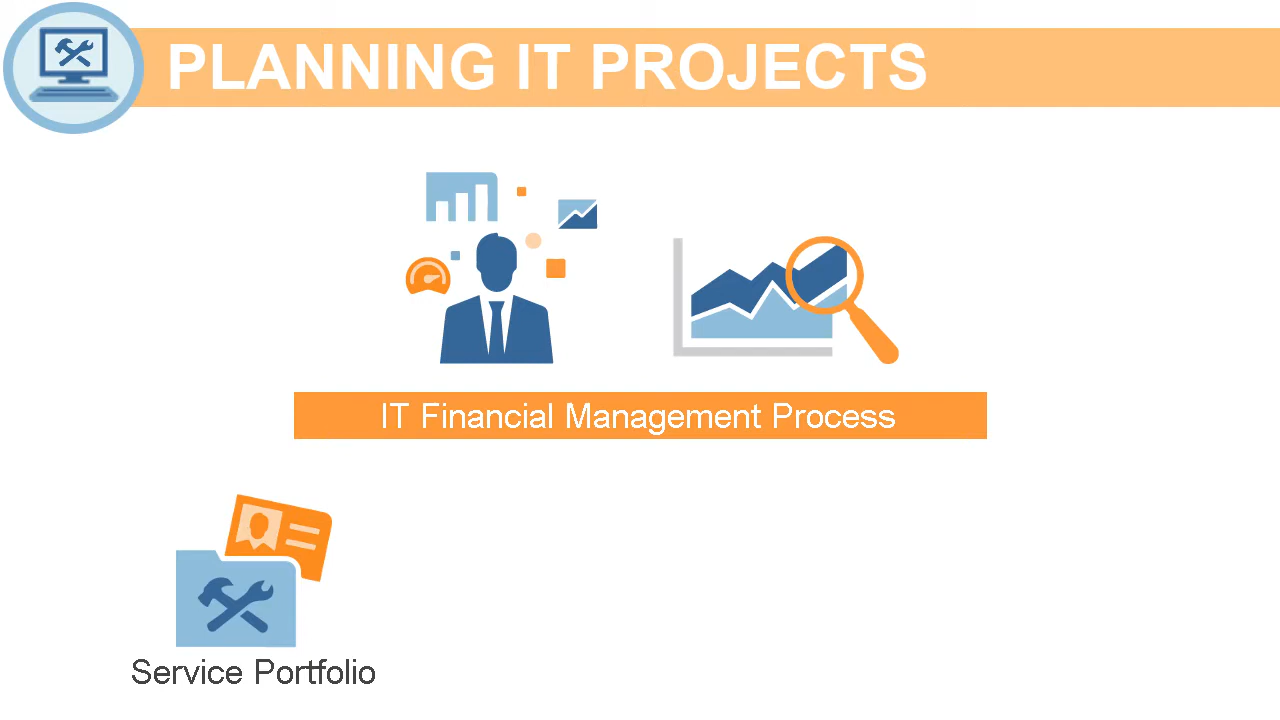 PLANNING IT PROJECTS
IT Financial Management Process
Service Portfolio